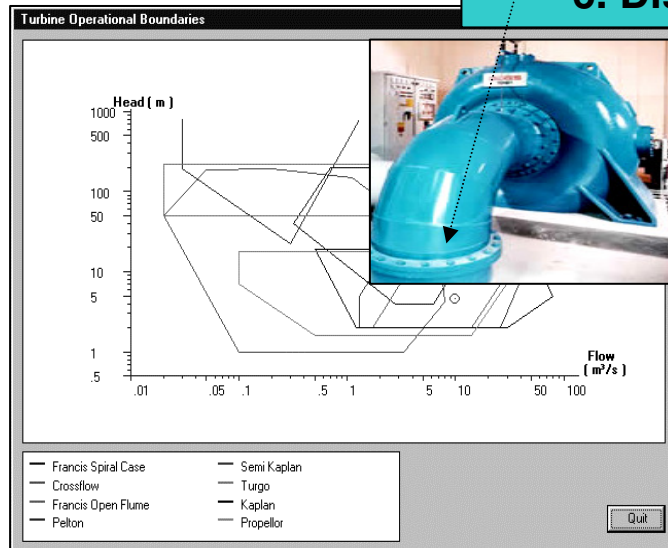 Turbine Operational Boundaries
Head ( m )
1000
500
100
50
10
5
1
.5
.01
.05
.1
.5
1
5
10
50
100
Flow
( m³/s )
Francis Spiral Case
Crossflow
Francis Open Flume
Pelton
Semi Kaplan
Turgo
Kaplan
Propellor
Quit